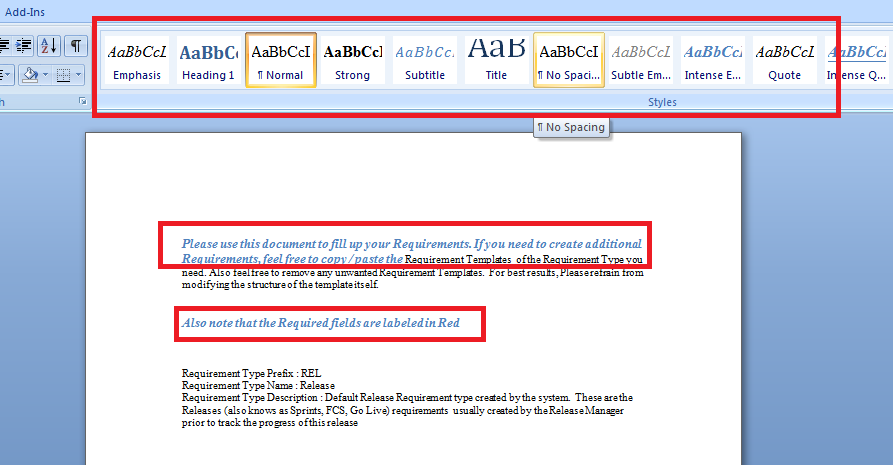 Add-Ins
AaBbCcL AaBbC AaBbCcI AaBbCcI AaBbCcL AaB AaBbCcI AaBbCcL AaBbCcL AaBbCcI AaBbCcL
Emphasis Heading 1 ¶ Normal Strong Subtitle Title ¶ No Spaci... Subtle Em... Intense E... Quote Intense Q...
Styles
¶ No Spacing
Please use this document to fill up your Requirements. If you need to create additional
Requirements, feel free to copy/paste the Requirement Templates of the Requirement Type you
need. Also feel free to remove any unwanted Requirement Templates. For best results, Please refrain from
modifying the structure of the template itself.
Also note that the Required fields are labeled in Red
Requirement Type Prefix : REL
Requirement Type Name : Release
Requirement Type Description : Default Release Requirement type created by the system. These are the
Releases (also known as Sprints, FCS, Go Live) requirements usually created by the Release Manager
prior to track the progress of this release